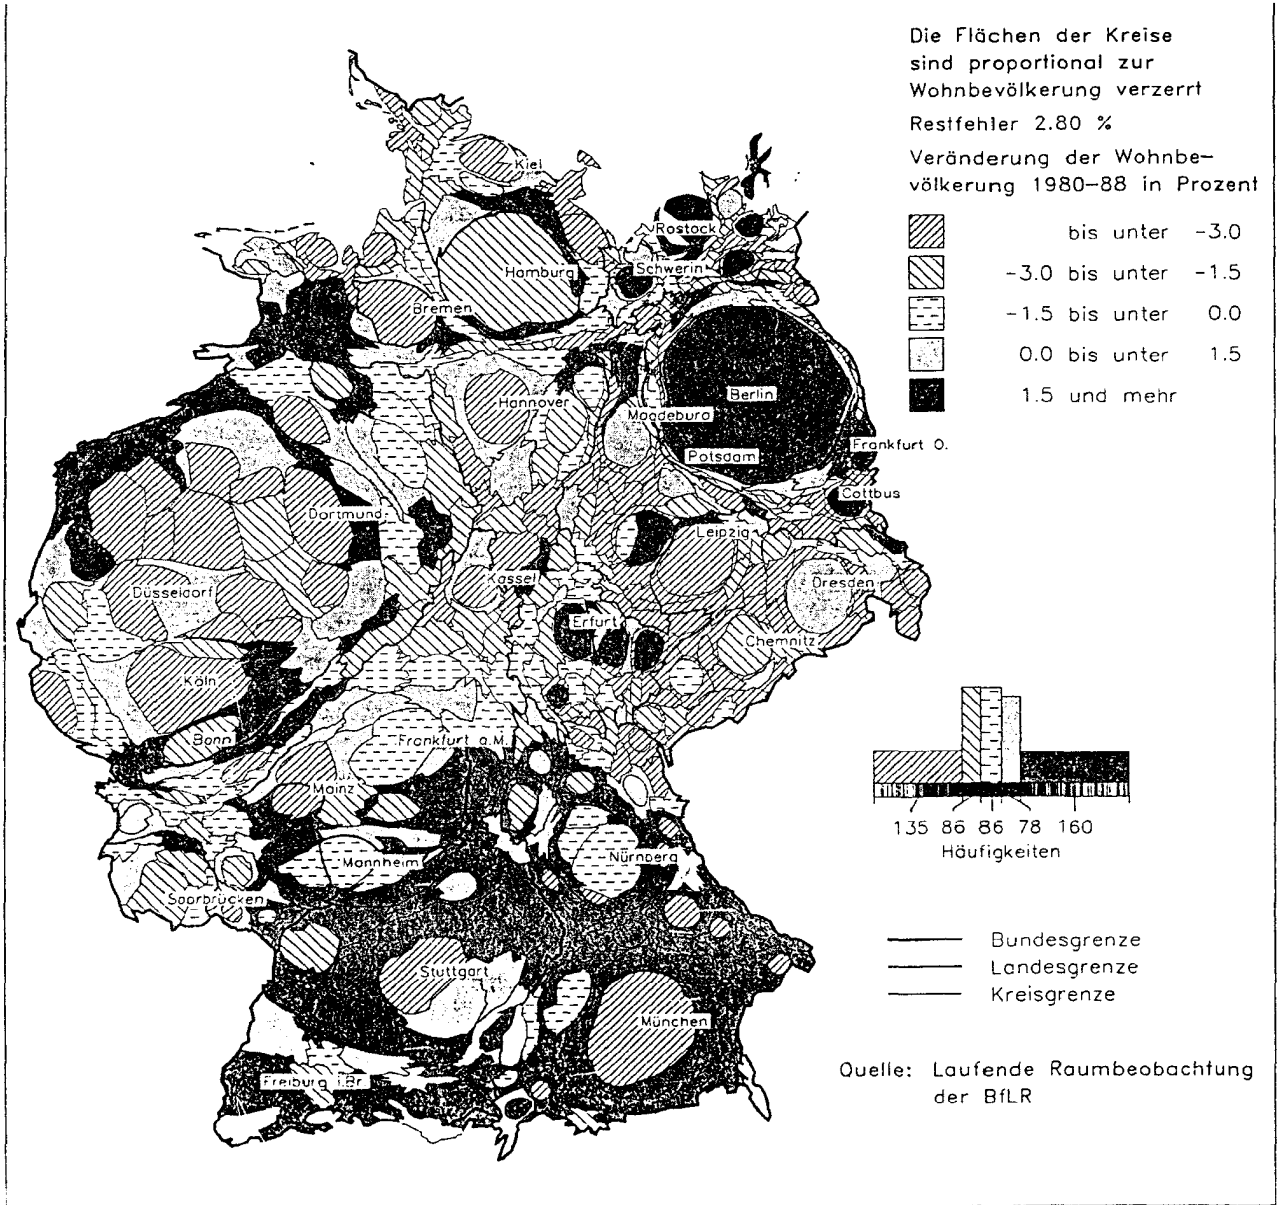 Die Flächen der Kreise
sind proportional zur
Wohnbevölkerung verzerrt
Restfehler 2.80 %
Veränderung der Wohnbe-
völkerung 1980-88 in Prozent
bis unter -3.0
-3.0 bis unter -1.5
-1.5 bis unter 0.0
0.0 bis unter 1.5
1.5 und mehr
Kiel
Rostock
Schwerin
Hamburg
Bremen
Berlin
Hannover
Magdeburg
Potsdam
Frankfurt O.
Cottbus
Dortmund
Leipzig
Kassel
Dresden
Düsseldorf
Erfurt
Chemnitz
Köln
Bonn
Frankfurt a.M.
Mainz
Mannheim
Nürnberg
Saarbrücken
Stuttgart
München
Freiburg i.Br.
135 86 86 78 160
Häufigkeiten
Bundesgrenze
Landesgrenze
Kreisgrenze
Quelle: Laufende Raumbeobachtung
der BfLR